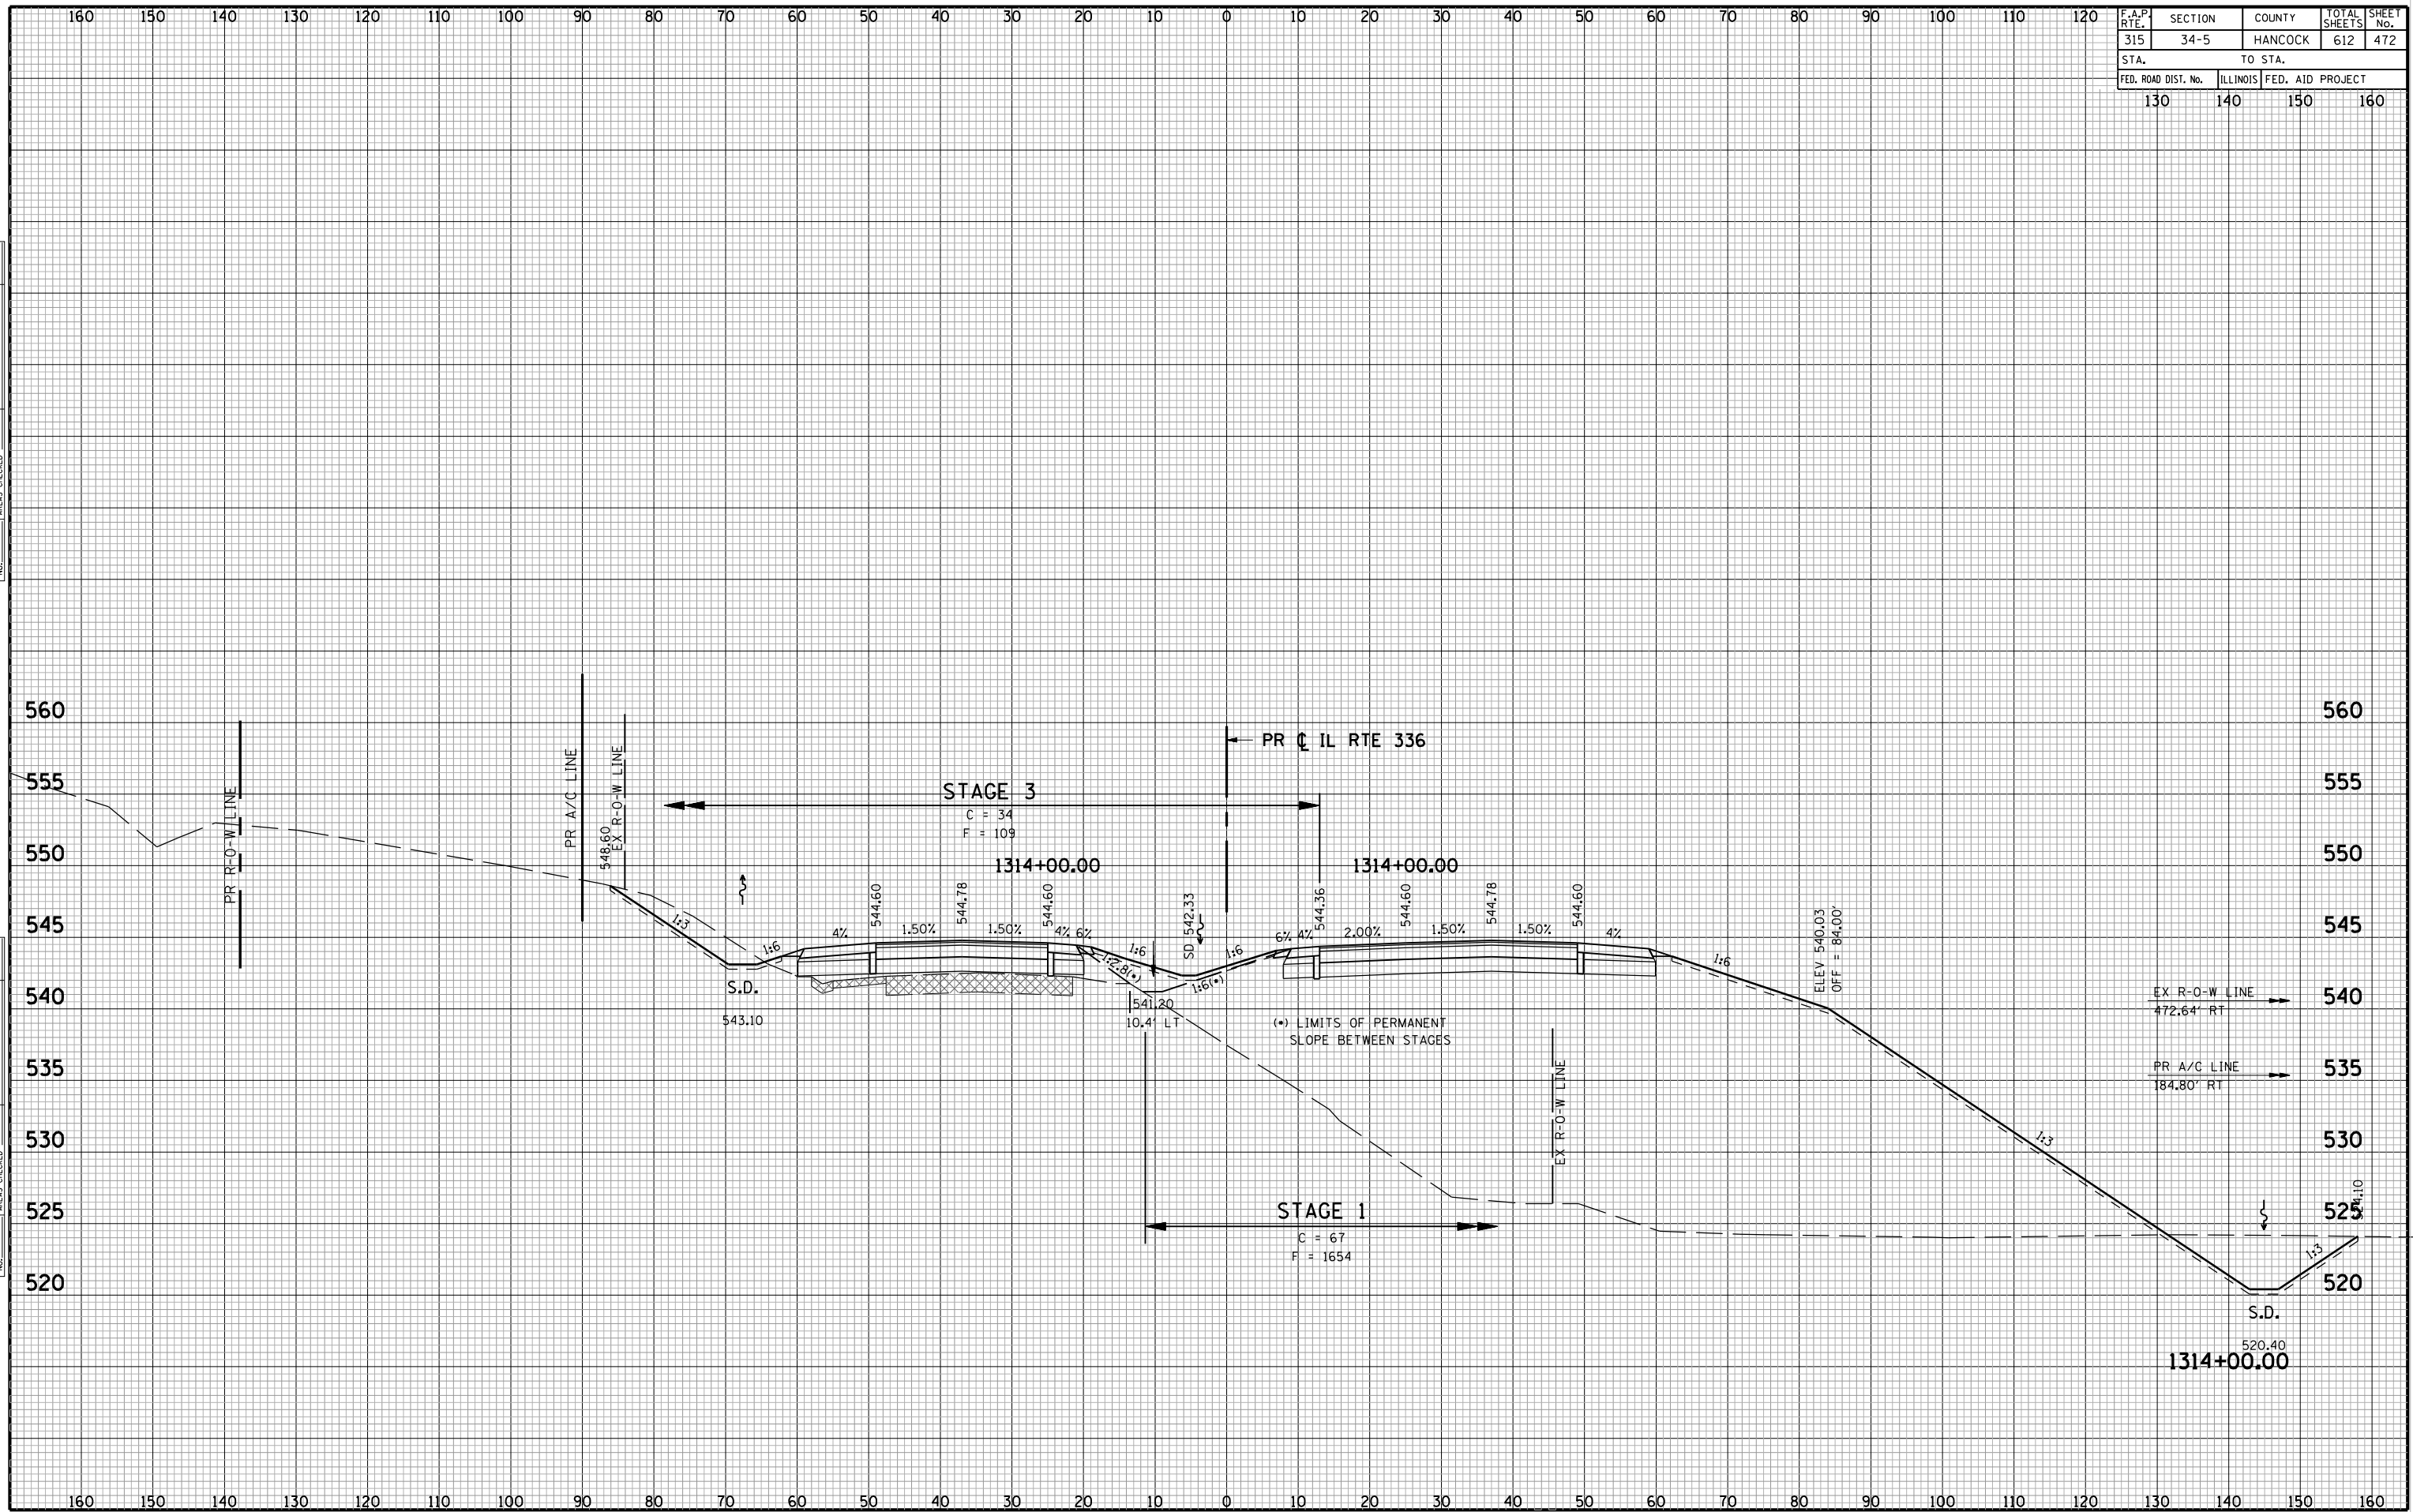 160 150 140 130 120 110 100 90 80 70 60 50 40 30 20 10 0 10 20 30 40 50 60 70 80 90 100 110 120
F.A.P. RTE. SECTION COUNTY TOTAL SHEETS SHEET No.
315 34-5 HANCOCK 612 472
STA. TO STA.
FED. ROAD DIST. No. ILLINOIS FED. AID PROJECT
130 140 150 160
560 560
PR ℄ IL RTE 336
555 555
PR R-O-W LINE
PR A/C LINE
EX R-O-W LINE
548.60
STAGE 3
C = 34
F = 109
550 550
1314+00.00 1314+00.00
544.60 544.78 544.60 SD 542.33 544.36 544.60 544.78 544.60
545 545
1:3 1:6 4% 1.50% 1.50% 4% 6% 1:6 1:6 6% 4% 2.00% 1.50% 1.50% 4% 1:6
ELEV 540.03
OFF = 84.00'
1:2.8(•) 1:6(•)
S.D.
543.10
540 540
541.20
10.4' LT
(•) LIMITS OF PERMANENT
SLOPE BETWEEN STAGES
EX R-O-W LINE
472.64' RT
EX R-O-W LINE
535 535
PR A/C LINE
184.80' RT
530 530
1:3
525 525
STAGE 1
C = 67
F = 1654
1:3
520 520
S.D.
520.40
1314+00.00
160 150 140 130 120 110 100 90 80 70 60 50 40 30 20 10 0 10 20 30 40 50 60 70 80 90 100 110 120 130 140 150 160